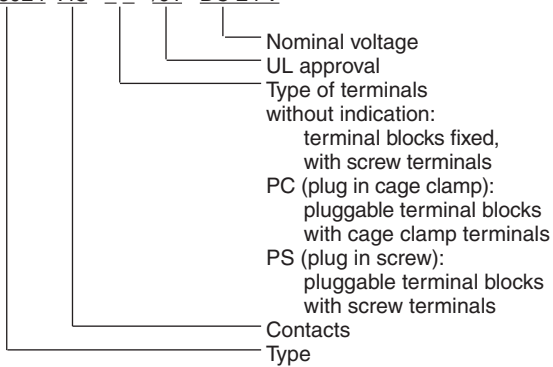 Nominal voltage
UL approval
Type of terminals
without indication:
terminal blocks fixed,
with screw terminals
PC (plug in cage clamp):
pluggable terminal blocks
with cage clamp terminals
PS (plug in screw):
pluggable terminal blocks
with screw terminals
Contacts
Type